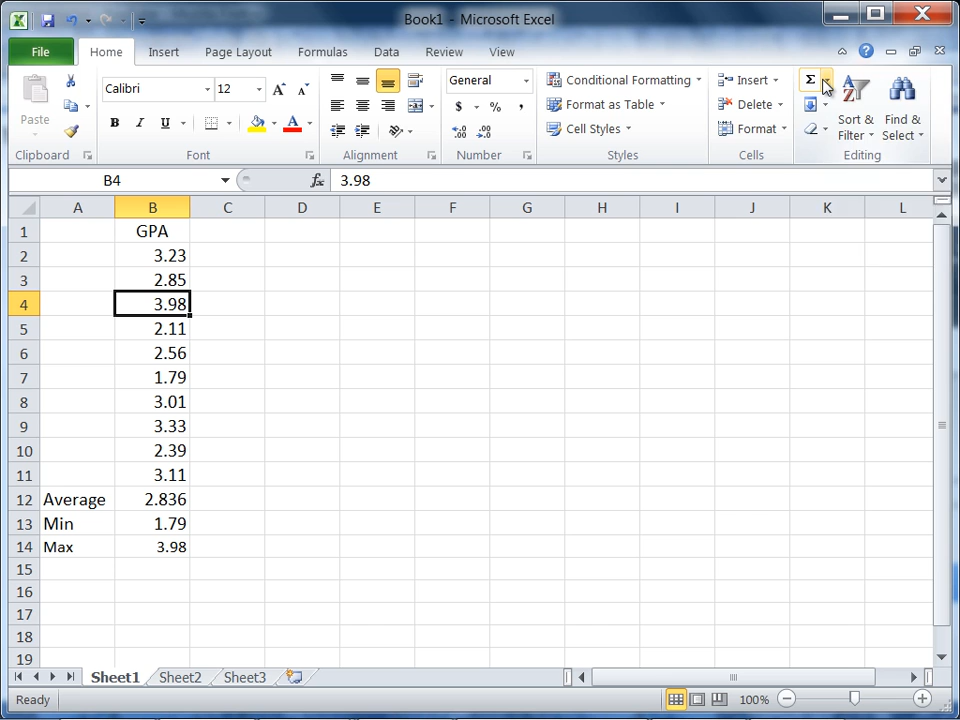 Book1 - Microsoft Excel
File Home Insert Page Layout Formulas Data Review View
Paste
Calibri 12
General
Conditional Formatting
Format as Table
Cell Styles
Insert
Delete
Format
Σ
Sort & Filter
Find & Select
Clipboard Font Alignment Number Styles Cells Editing
B4 fx 3.98
A B C D E F G H I J K L
1 GPA
2 3.23
3 2.85
4 3.98
5 2.11
6 2.56
7 1.79
8 3.01
9 3.33
10 2.39
11 3.11
12 Average 2.836
13 Min 1.79
14 Max 3.98
15
16
17
18
19
Sheet1 Sheet2 Sheet3
Ready 100%